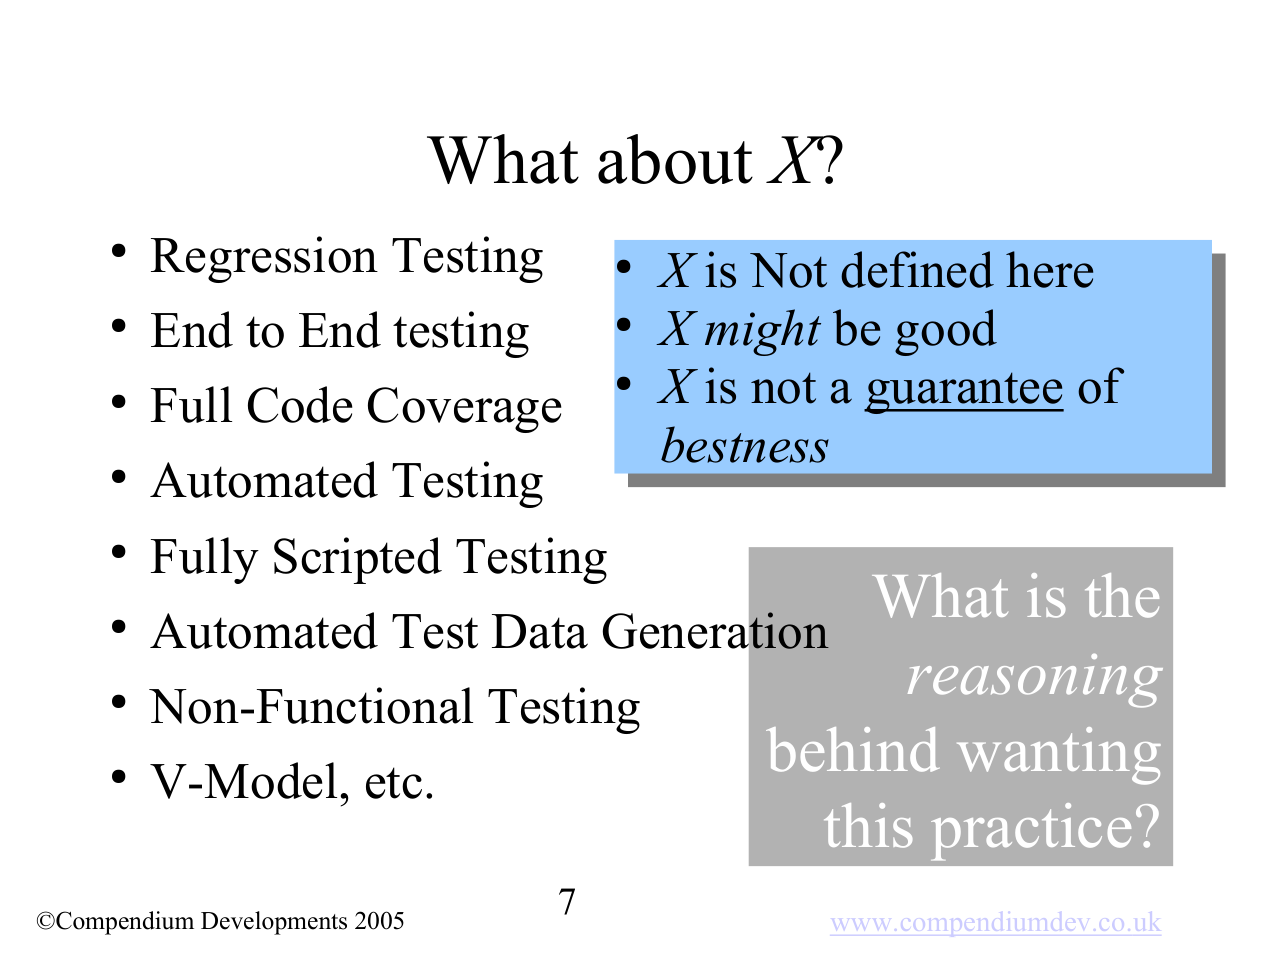 What about X?
• Regression Testing
• End to End testing
• Full Code Coverage
• Automated Testing
• Fully Scripted Testing
• Automated Test Data Generation
• Non-Functional Testing
• V-Model, etc.
• X is Not defined here
• X might be good
• X is not a guarantee of
bestness
What is the
reasoning
behind wanting
this practice?
©Compendium Developments 2005
7
www.compendiumdev.co.uk